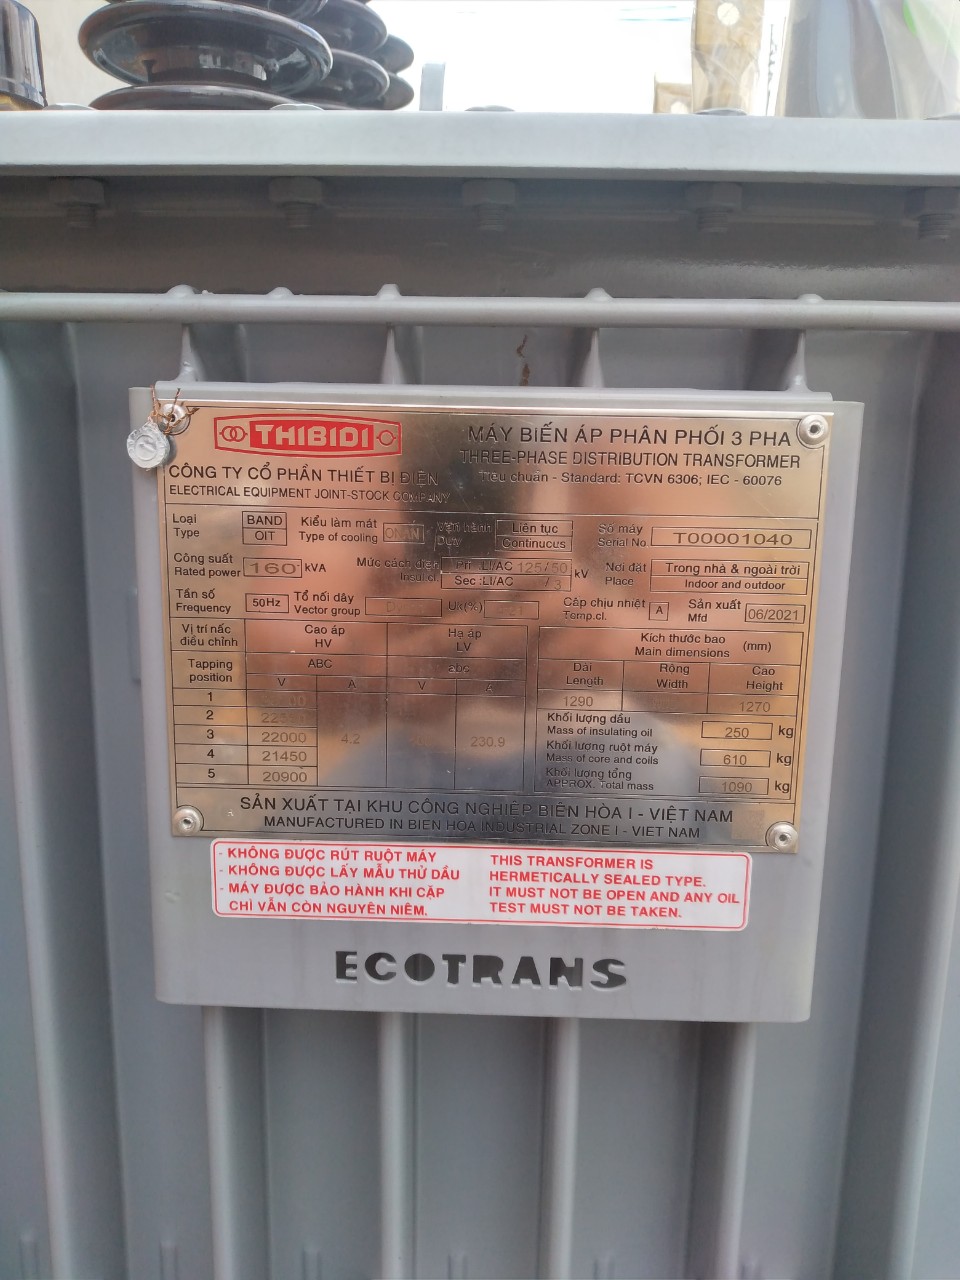 THIBIDI
MÁY BIẾN ÁP PHÂN PHỐI 3 PHA
THREE-PHASE DISTRIBUTION TRANSFORMER
CÔNG TY CỔ PHẦN THIẾT BỊ ĐIỆN
ELECTRICAL EQUIPMENT JOINT-STOCK COMPANY
Tiêu chuẩn - Standard: TCVN 6306; IEC - 60076
Loại BAND Kiểu làm mát Vận hành Liên tục Số máy
Type OIT Type of cooling ONAN Duty Continucus Serial No. T00001040
Công suất Mức cách điện Pri :LI/AC 125/50 Nơi đặt Trong nhà & ngoài trời
Rated power 160 kVA Insul.cl. Sec :LI/AC /3 kV Place Indoor and outdoor
Tần số 50Hz Tổ nối dây Uk(%) Cấp chịu nhiệt A Sản xuất 06/2021
Frequency Vector group Temp.cl. Mfd
Vị trí nấc điều chỉnh Cao áp Hạ áp Kích thước bao (mm)
HV LV Main dimensions
Tapping position ABC abc Dài Rộng Cao
V A V A Length Width Height
1 1290 1270
2 Khối lượng dầu
3 22000 4.2 230.9 Mass of insulating oil 250 kg
4 21450 Khối lượng ruột máy
5 20900 Mass of core and coils 610 kg
Khối lượng tổng
APPROX. Total mass 1090 kg
SẢN XUẤT TẠI KHU CÔNG NGHIỆP BIÊN HÒA I - VIỆT NAM
MANUFACTURED IN BIEN HOA INDUSTRIAL ZONE I - VIET NAM
- KHÔNG ĐƯỢC RÚT RUỘT MÁY
- KHÔNG ĐƯỢC LẤY MẪU THỬ DẦU
- MÁY ĐƯỢC BẢO HÀNH KHI CẶP
CHÌ VẪN CÒN NGUYÊN NIÊM.
THIS TRANSFORMER IS
HERMETICALLY SEALED TYPE.
IT MUST NOT BE OPEN AND ANY OIL
TEST MUST NOT BE TAKEN.
ECOTRANS